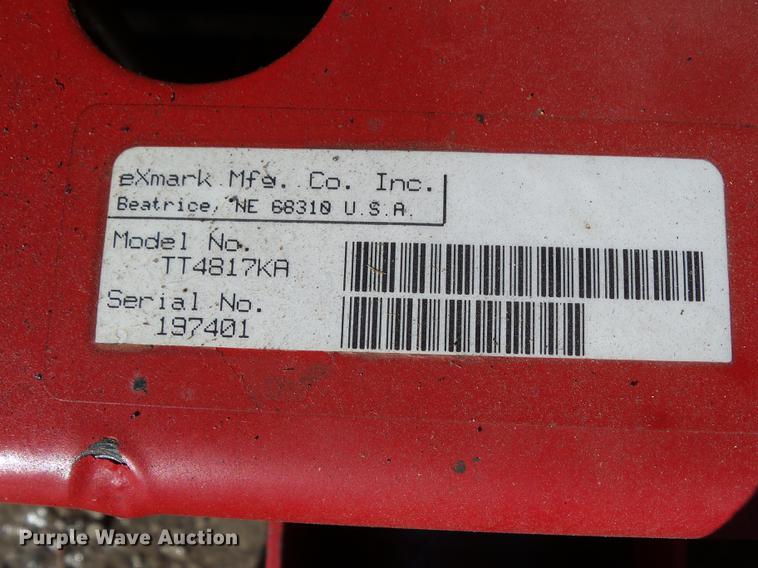 eXmark Mfg. Co. Inc.
Beatrice, NE 68310 U.S.A.
Model No.
TT4817KA
Serial No.
197401
Purple Wave Auction